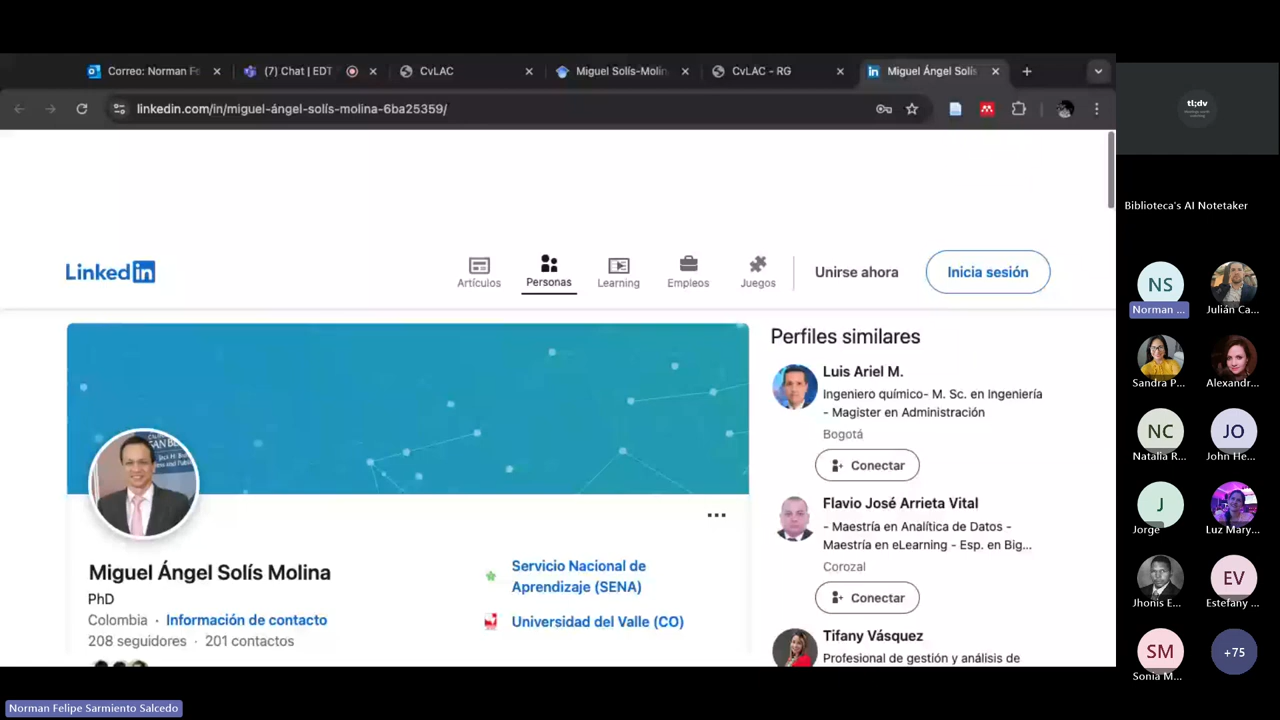 Correo: Norman Fe
(7) Chat | EDT
CvLAC
Miguel Solís-Molin
CvLAC - RG
Miguel Ángel Solís
linkedin.com/in/miguel-ángel-solís-molina-6ba25359/
LinkedIn
Artículos
Personas
Learning
Empleos
Juegos
Unirse ahora
Inicia sesión
Miguel Ángel Solís Molina
PhD
Colombia · Información de contacto
208 seguidores · 201 contactos
Servicio Nacional de
Aprendizaje (SENA)
Universidad del Valle (CO)
Perfiles similares
Luis Ariel M.
Ingeniero químico- M. Sc. en Ingeniería
- Magister en Administración
Bogotá
Conectar
Flavio José Arrieta Vital
- Maestría en Analítica de Datos -
Maestría en eLearning - Esp. en Big...
Corozal
Conectar
Tifany Vásquez
Profesional de gestión y análisis de
tl;dv
Biblioteca's AI Notetaker
NS
Norman ...
Julián Ca...
Sandra P...
Alexandr...
NC
Natalia R...
JO
John He...
J
Jorge
Luz Mary...
Jhonis E...
EV
Estefany ...
SM
Sonia M...
+75
Norman Felipe Sarmiento Salcedo